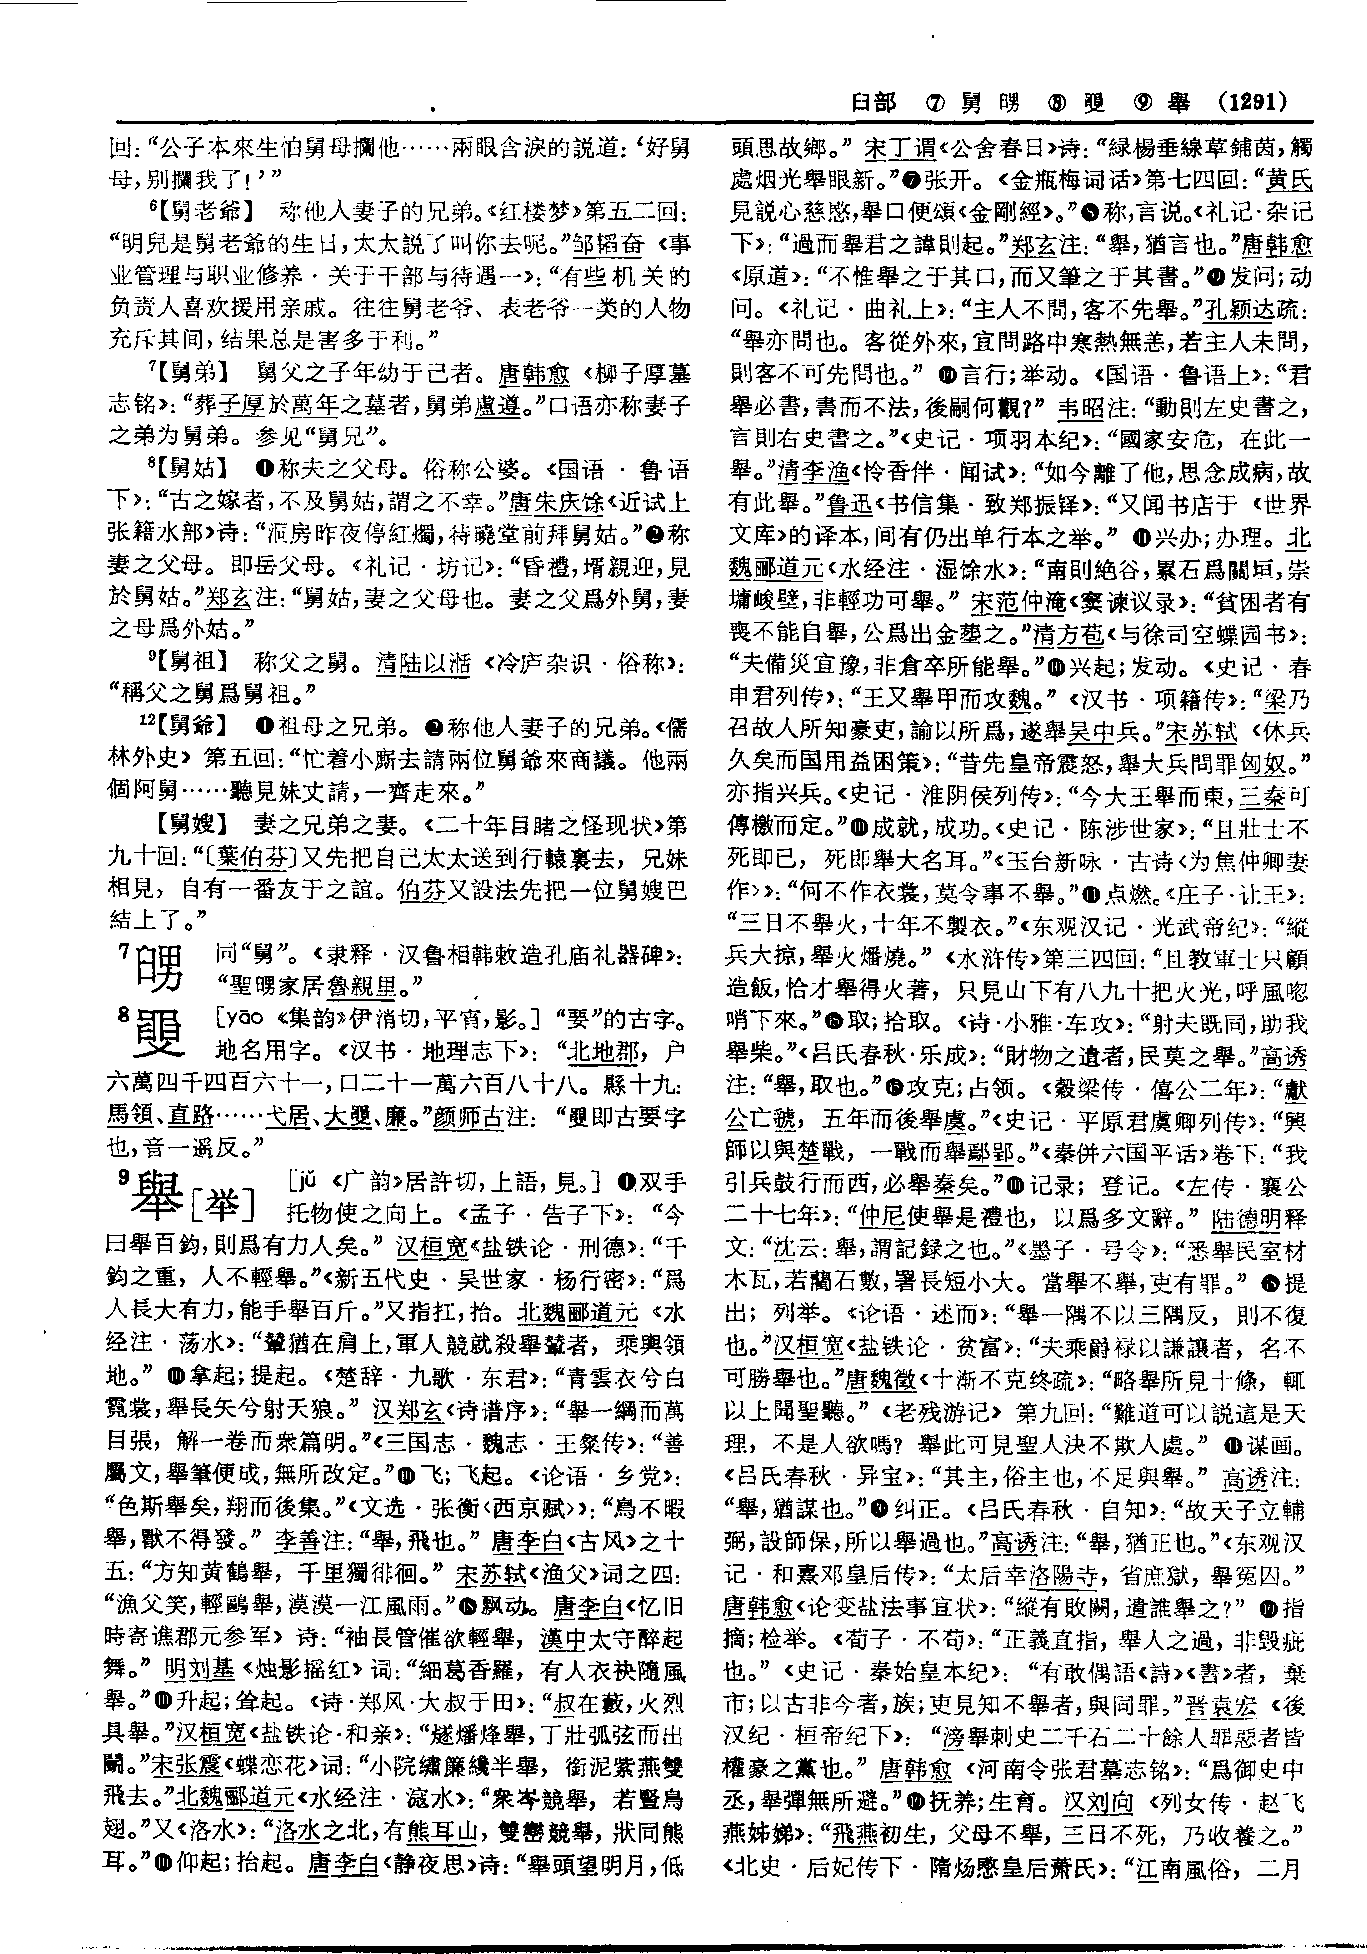 臼部 ⑦ 舅 㽒 ⑧ 㚻 ⑨ 舉 (1291)
回：“公子本來生怕舅母攔他……兩眼含淚的説道：‘好舅
母，别攔我了！’”
⁶【舅老爺】 称他人妻子的兄弟。《红楼梦》第五二回：
“明兒是舅老爺的生日，太太説了叫你去呢。”邹韬奋《事
业管理与职业修养·关于干部与待遇一》：“有些机关的
负责人喜欢援用亲戚。往往舅老爷、表老爷一类的人物
充斥其间，结果总是害多于利。”
⁷【舅弟】 舅父之子年幼于己者。唐韩愈《柳子厚墓
志铭》：“葬子厚於萬年之墓者，舅弟盧遵。”口语亦称妻子
之弟为舅弟。参见“舅兄”。
⁸【舅姑】 ❶称夫之父母。俗称公婆。《国语·鲁语
下》：“古之嫁者，不及舅姑，謂之不幸。”唐朱庆馀《近试上
张籍水部》诗：“洞房昨夜停紅燭，待曉堂前拜舅姑。”❷称
妻之父母。即岳父母。《礼记·坊记》：“昏禮，壻親迎，見
於舅姑。”郑玄注：“舅姑，妻之父母也。妻之父爲外舅，妻
之母爲外姑。”
⁹【舅祖】 称父之舅。清陆以湉《冷庐杂识·俗称》：
“稱父之舅爲舅祖。”
¹²【舅爺】 ❶祖母之兄弟。❷称他人妻子的兄弟。《儒
林外史》第五回：“忙着小廝去請兩位舅爺來商議。他兩
個阿舅……聽見妹丈請，一齊走來。”
【舅嫂】 妻之兄弟之妻。《二十年目睹之怪现状》第
九十回：“〔葉伯芬〕又先把自己太太送到行轅裏去，兄妹
相見，自有一番友于之誼。伯芬又設法先把一位舅嫂巴
結上了。”
7 同“舅”。《隶释·汉鲁相韩敕造孔庙礼器碑》：
“聖家居魯親里。”
8 [yāo《集韵》伊消切，平宵，影。]“要”的古字。
地名用字。《汉书·地理志下》：“北地郡，户
六萬四千四百六十一，口二十一萬六百八十八。縣十九：
馬領、直路……弋居、大、廉。”颜师古注：“即古要字
也，音一遥反。”
9 舉[举] [jǔ《广韵》居許切，上語，見。] ❶双手
托物使之向上。《孟子·告子下》：“今
曰舉百鈞，則爲有力人矣。”汉桓宽《盐铁论·刑德》：“千
鈞之重，人不輕舉。”《新五代史·吴世家·杨行密》：“爲
人長大有力，能手舉百斤。”又指扛，抬。北魏郦道元《水
经注·荡水》：“輦猶在肩上，軍人競就殺舉輦者，乘輿頓
地。” 拿起；提起。《楚辞·九歌·东君》：“青雲衣兮白
霓裳，舉長矢兮射天狼。”汉郑玄《诗谱序》：“舉一綱而萬
目張，解一卷而衆篇明。”《三国志·魏志·王粲传》：“善
屬文，舉筆便成，無所改定。”飞；飞起。《论语·乡党》：
“色斯舉矣，翔而後集。”《文选·张衡〈西京赋〉》：“鳥不暇
舉，獸不得發。”李善注：“舉，飛也。”唐李白《古风》之十
五：“方知黄鶴舉，千里獨徘徊。”宋苏轼《渔父》词之四：
“漁父笑，輕鷗舉，漠漠一江風雨。”飘动。唐李白《忆旧
時寄谯郡元参军》诗：“袖長管催欲輕舉，漢中太守醉起
舞。”明刘基《烛影摇红》词：“細葛香羅，有人衣袂隨風
舉。”升起；耸起。《诗·郑风·大叔于田》：“叔在藪，火烈
具舉。”汉桓宽《盐铁论·和亲》：“燧燔烽舉，丁壯弧弦而出
鬭。”宋张震《蝶恋花》词：“小院繡簾纔半舉，銜泥紫燕雙
飛去。”北魏郦道元《水经注·滱水》：“衆岑競舉，若豎鳥
翅。”又《洛水》：“洛水之北，有熊耳山，雙巒競舉，狀同熊
耳。”仰起；抬起。唐李白《静夜思》诗：“舉頭望明月，低
頭思故鄉。”宋丁谓《公舍春日》诗：“緑楊垂線草鋪茵，觸
處烟光舉眼新。”❼张开。《金瓶梅词话》第七四回：“黄氏
見説心慈愍，舉口便頌《金剛經》。”❽称，言说。《礼记·杂记
下》：“過而舉君之諱則起。”郑玄注：“舉，猶言也。”唐韩愈
《原道》：“不惟舉之于其口，而又筆之于其書。”❾发问；动
问。《礼记·曲礼上》：“主人不問，客不先舉。”孔颖达疏：
“舉亦問也。客從外來，宜問路中寒熱無恙，若主人未問，
則客不可先問也。” ❿言行；举动。《国语·鲁语上》：“君
舉必書，書而不法，後嗣何觀？”韦昭注：“動則左史書之，
言則右史書之。”《史记·项羽本纪》：“國家安危，在此一
舉。”清李渔《怜香伴·闻试》：“如今離了他，思念成病，故
有此舉。”鲁迅《书信集·致郑振铎》：“又闻书店于《世界
文库》的译本，间有仍出单行本之举。” 兴办；办理。北
魏郦道元《水经注·湿馀水》：“南則絶谷，累石爲關垣，崇
墉峻壁，非輕功可舉。”宋范仲淹《窦谏议录》：“貧困者有
喪不能自舉，公爲出金塟之。”清方苞《与徐司空蝶园书》：
“夫備災宜豫，非倉卒所能舉。”兴起；发动。《史记·春
申君列传》：“王又舉甲而攻魏。”《汉书·项籍传》：“梁乃
召故人所知豪吏，諭以所爲，遂舉吴中兵。”宋苏轼《休兵
久矣而国用益困策》：“昔先皇帝震怒，舉大兵問罪匈奴。”
亦指兴兵。《史记·淮阴侯列传》：“今大王舉而東，三秦可
傳檄而定。”成就，成功。《史记·陈涉世家》：“且壯士不
死即已，死即舉大名耳。”《玉台新咏·古诗〈为焦仲卿妻
作〉》：“何不作衣裳，莫令事不舉。”点燃。《庄子·让王》：
“三日不舉火，十年不製衣。”《东观汉记·光武帝纪》：“縱
兵大掠，舉火燔燒。”《水浒传》第三四回：“且教軍士只顧
造飯，恰才舉得火著，只見山下有八九十把火光，呼風唿
哨下來。”取；拾取。《诗·小雅·车攻》：“射夫既同，助我
舉柴。”《吕氏春秋·乐成》：“財物之遺者，民莫之舉。”高诱
注：“舉，取也。”攻克；占领。《穀梁传·僖公二年》：“獻
公亡虢，五年而後舉虞。”《史记·平原君虞卿列传》：“興
師以與楚戰，一戰而舉鄢郢。”《秦併六国平话》卷下：“我
引兵鼓行而西，必舉秦矣。”记录；登记。《左传·襄公
二十七年》：“仲尼使舉是禮也，以爲多文辭。”陆德明释
文：“沈云：舉，謂記録之也。”《墨子·号令》：“悉舉民室材
木瓦，若藺石數，署長短小大。當舉不舉，吏有罪。” 提
出；列举。《论语·述而》：“舉一隅不以三隅反，則不復
也。”汉桓宽《盐铁论·贫富》：“夫乘爵禄以謙讓者，名不
可勝舉也。”唐魏徵《十渐不克终疏》：“略舉所見十條，輒
以上聞聖聽。”《老残游记》第九回：“難道可以説這是天
理，不是人欲嗎？舉此可見聖人決不欺人處。” 谋画。
《吕氏春秋·异宝》：“其主，俗主也，不足與舉。”高诱注：
“舉，猶謀也。”纠正。《吕氏春秋·自知》：“故天子立輔
弼，設師保，所以舉過也。”高诱注：“舉，猶正也。”《东观汉
记·和熹邓皇后传》：“太后幸洛陽寺，省庶獄，舉冤囚。”
唐韩愈《论变盐法事宜状》：“縱有敗闕，遣誰舉之？” 指
摘；检举。《荀子·不苟》：“正義直指，舉人之過，非毀疵
也。”《史记·秦始皇本纪》：“有敢偶語《詩》《書》者，棄
市；以古非今者，族；吏見知不舉者，與同罪。”晋袁宏《後
汉纪·桓帝纪下》：“滂舉刺史二千石二十餘人罪惡者皆
權豪之黨也。”唐韩愈《河南令张君墓志铭》：“爲御史中
丞，舉彈無所避。”抚养；生育。汉刘向《列女传·赵飞
燕姊娣》：“飛燕初生，父母不舉，三日不死，乃收養之。”
《北史·后妃传下·隋炀愍皇后萧氏》：“江南風俗，二月